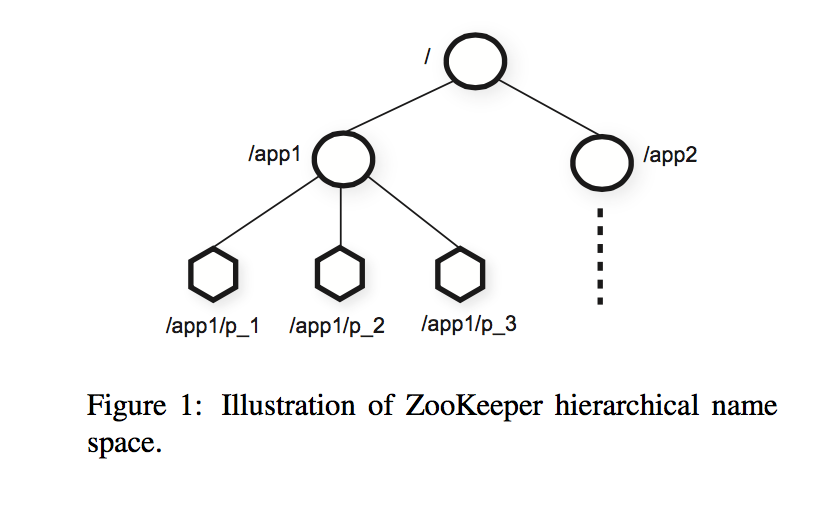 /
/app1
/app2
/app1/p_1 /app1/p_2 /app1/p_3
Figure 1: Illustration of ZooKeeper hierarchical name
space.